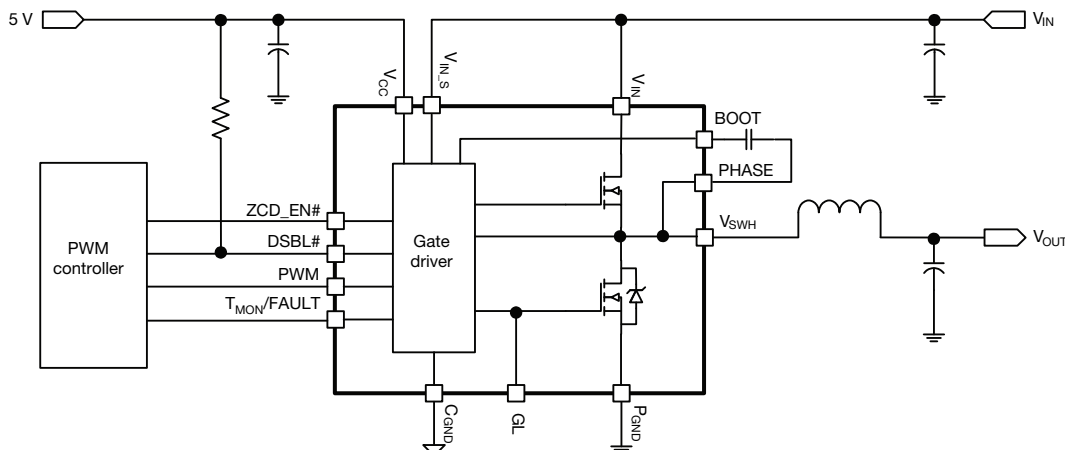 5 V
V_IN
V_CC
V_IN_S
V_IN
BOOT
PHASE
V_SWH
V_OUT
PWM
controller
ZCD_EN#
DSBL#
PWM
T_MON/FAULT
Gate
driver
C_GND
GL
P_GND